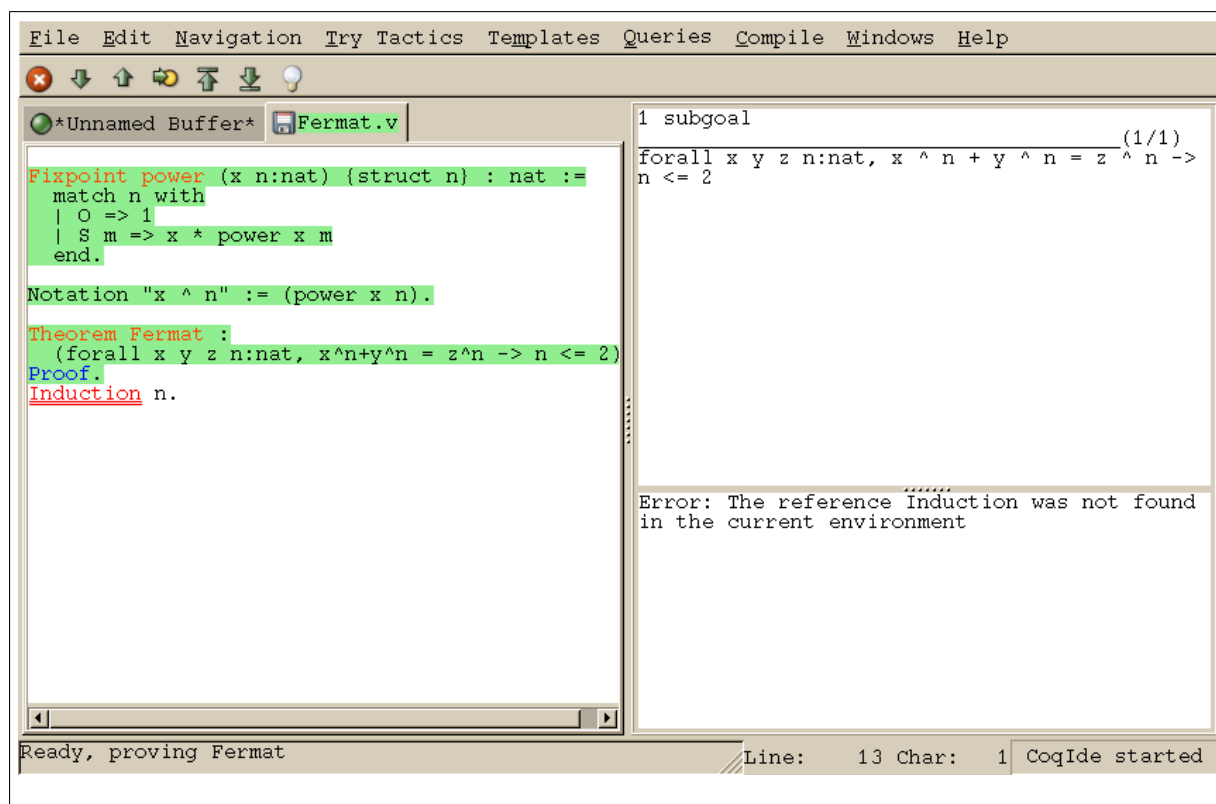 File Edit Navigation Try Tactics Templates Queries Compile Windows Help
*Unnamed Buffer* Fermat.v
Fixpoint power (x n:nat) {struct n} : nat :=
match n with
| O => 1
| S m => x * power x m
end.
Notation "x ^ n" := (power x n).
Theorem Fermat :
(forall x y z n:nat, x^n+y^n = z^n -> n <= 2)
Proof.
Induction n.
1 subgoal
(1/1)
forall x y z n:nat, x ^ n + y ^ n = z ^ n ->
n <= 2
Error: The reference Induction was not found
in the current environment
Ready, proving Fermat
Line: 13 Char: 1 CoqIde started